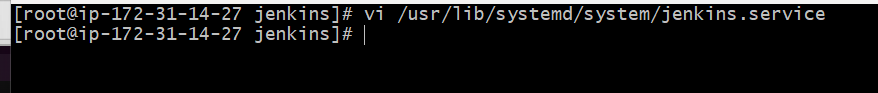 [root@ip-172-31-14-27 jenkins]# vi /usr/lib/systemd/system/jenkins.service
[root@ip-172-31-14-27 jenkins]#